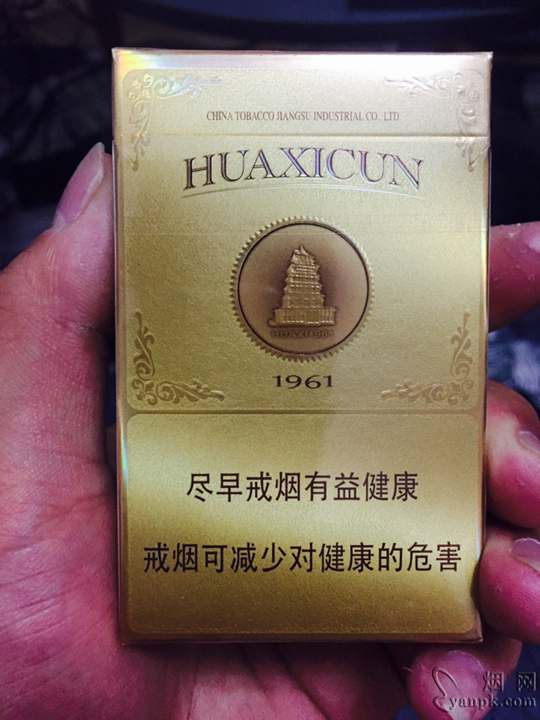 CHINA TOBACCO JIANGSU INDUSTRIAL CO., LTD
HUAXICUN
1961
尽早戒烟有益健康
戒烟可减少对健康的危害
烟网
yanpk.com